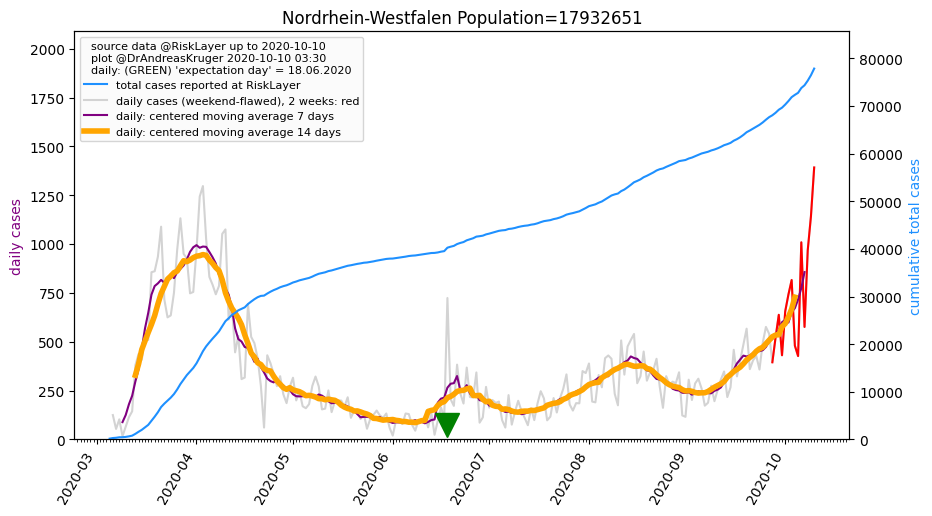 Nordrhein-Westfalen Population=17932651
source data @RiskLayer up to 2020-10-10
plot @DrAndreasKruger 2020-10-10 03:30
daily: (GREEN) 'expectation day' = 18.06.2020
total cases reported at RiskLayer
daily cases (weekend-flawed), 2 weeks: red
daily: centered moving average 7 days
daily: centered moving average 14 days
daily cases
2000
1750
1500
1250
1000
750
500
250
0
80000
70000
60000
50000
40000
30000
20000
10000
0
cumulative total cases
2020-03
2020-04
2020-05
2020-06
2020-07
2020-08
2020-09
2020-10